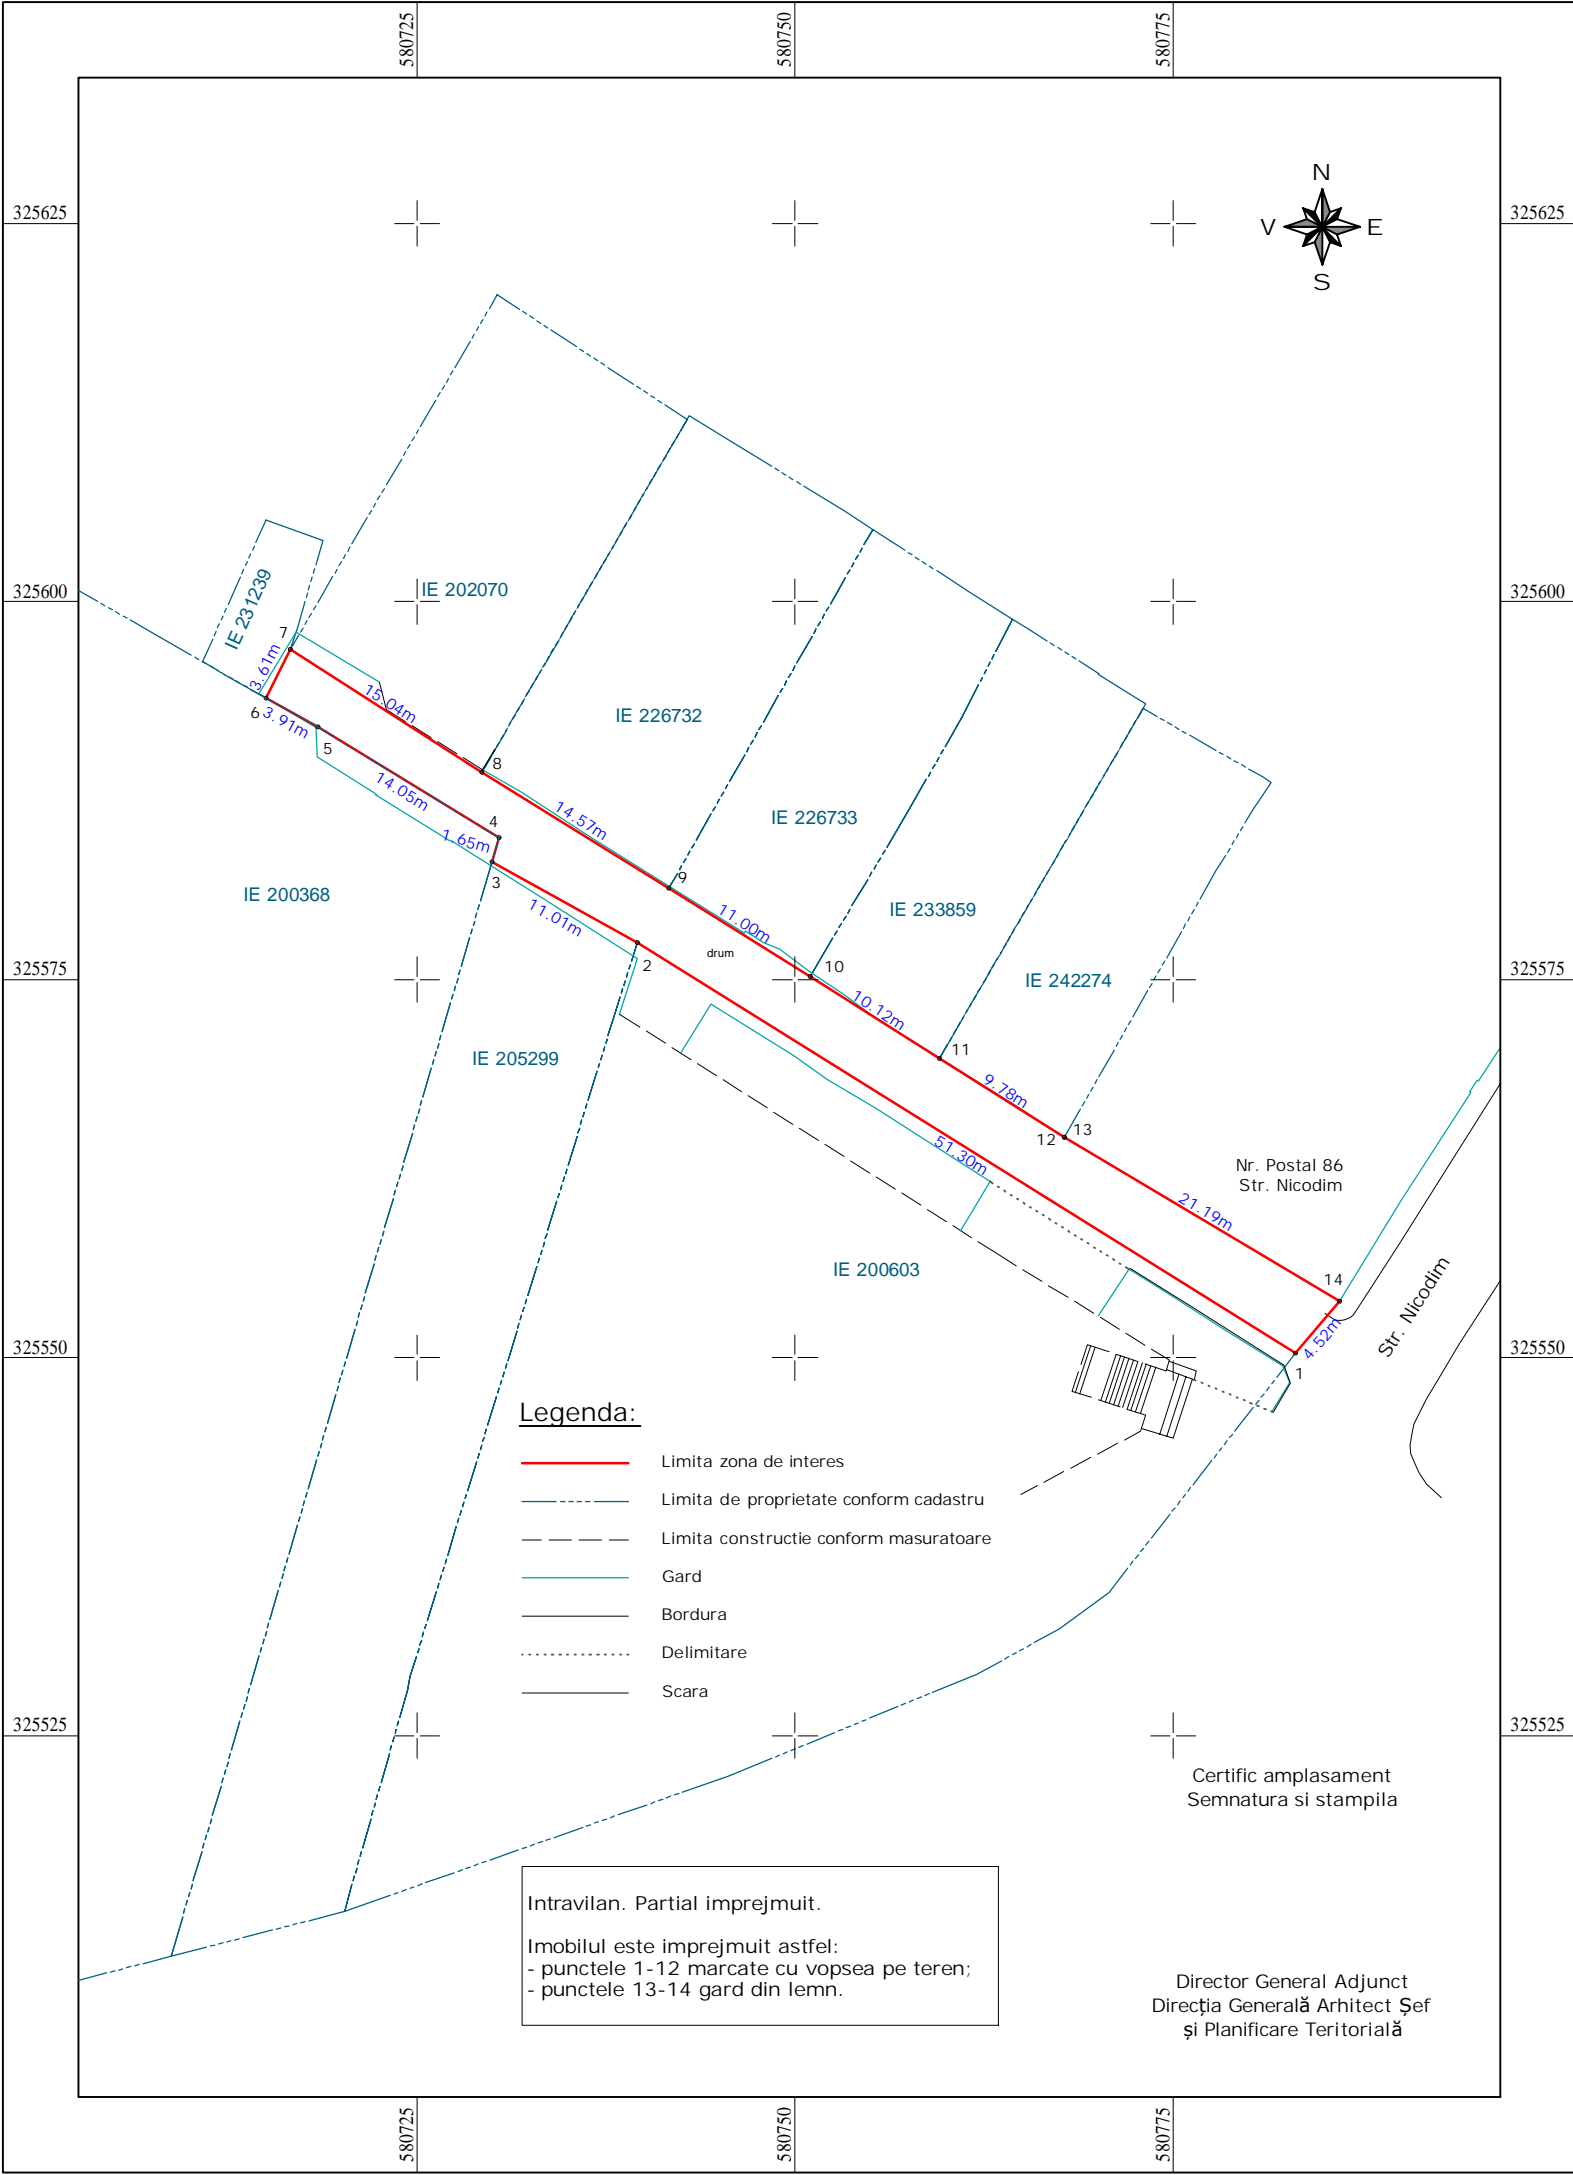 580725
580750
580775
N
V
E
S
325625
325625
IE 231239
IE 202070
325600
325600
7
3.61m
6
3.91m
5
15.04m
IE 226732
8
14.05m
4
1.65m
3
14.57m
IE 226733
9
IE 200368
11.01m
11.00m
IE 233859
2
drum
10
325575
325575
IE 242274
10.12m
IE 205299
11
9.78m
12
13
51.30m
Nr. Postal 86
Str. Nicodim
21.19m
IE 200603
14
4.52m
Str. Nicodim
1
325550
325550
Legenda:
Limita zona de interes
Limita de proprietate conform cadastru
Limita constructie conform masuratoare
Gard
Bordura
Delimitare
Scara
325525
325525
Certific amplasament
Semnatura si stampila
Intravilan. Partial imprejmuit.
Imobilul este imprejmuit astfel:
- punctele 1-12 marcate cu vopsea pe teren;
- punctele 13-14 gard din lemn.
Director General Adjunct
Direcția Generală Arhitect Șef
și Planificare Teritorială
580725
580750
580775